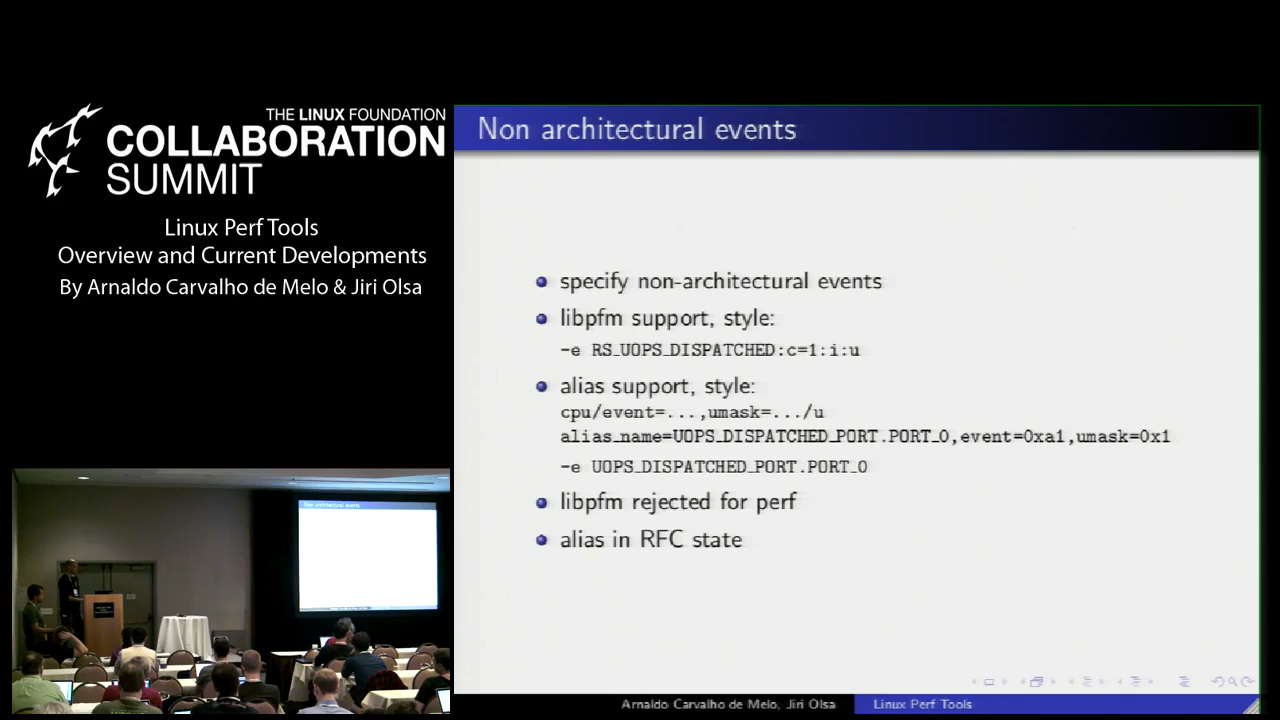 THE LINUX FOUNDATION
COLLABORATION
SUMMIT
Linux Perf Tools
Overview and Current Developments
By Arnaldo Carvalho de Melo & Jiri Olsa
Non architectural events
specify non-architectural events
libpfm support, style:
-e RS_UOPS_DISPATCHED:c=1:i:u
alias support, style:
cpu/event=...,umask=.../u
alias_name=UOPS_DISPATCHED_PORT.PORT_0,event=0xa1,umask=0x1
-e UOPS_DISPATCHED_PORT.PORT_0
libpfm rejected for perf
alias in RFC state
Arnaldo Carvalho de Melo, Jiri Olsa
Linux Perf Tools
Non architectural events